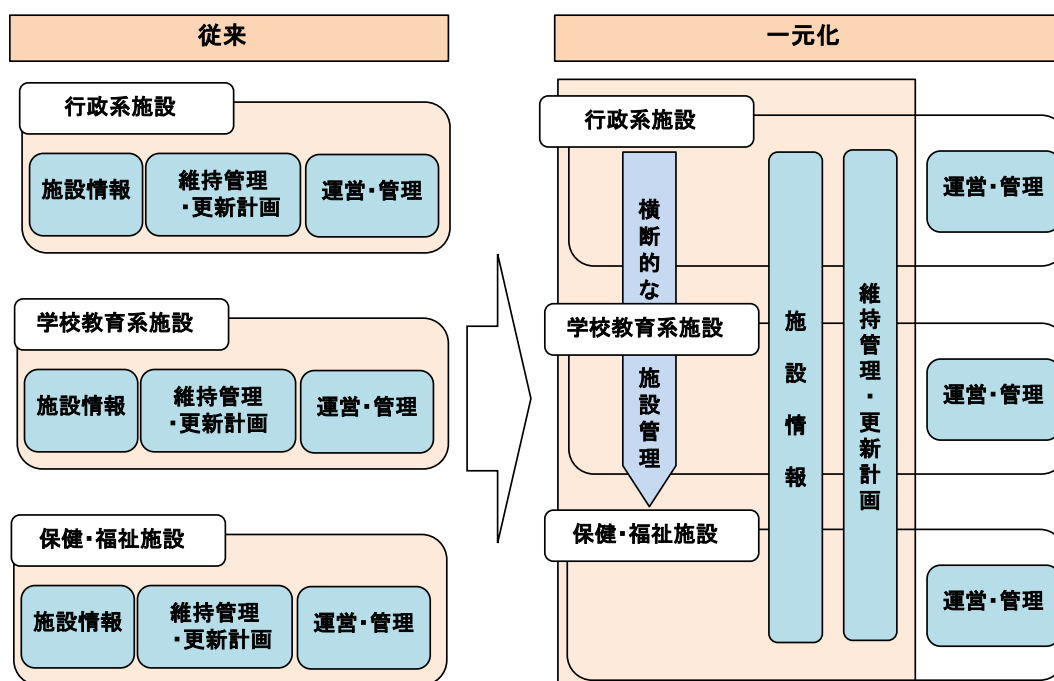 従来
行政系施設
施設情報
維持管理
・更新計画
運営・管理
学校教育系施設
施設情報
維持管理
・更新計画
運営・管理
保健・福祉施設
施設情報
維持管理
・更新計画
運営・管理
一元化
行政系施設
横断的な
施設管理
施設情報
維持管理・更新計画
運営・管理
学校教育系施設
運営・管理
保健・福祉施設
運営・管理